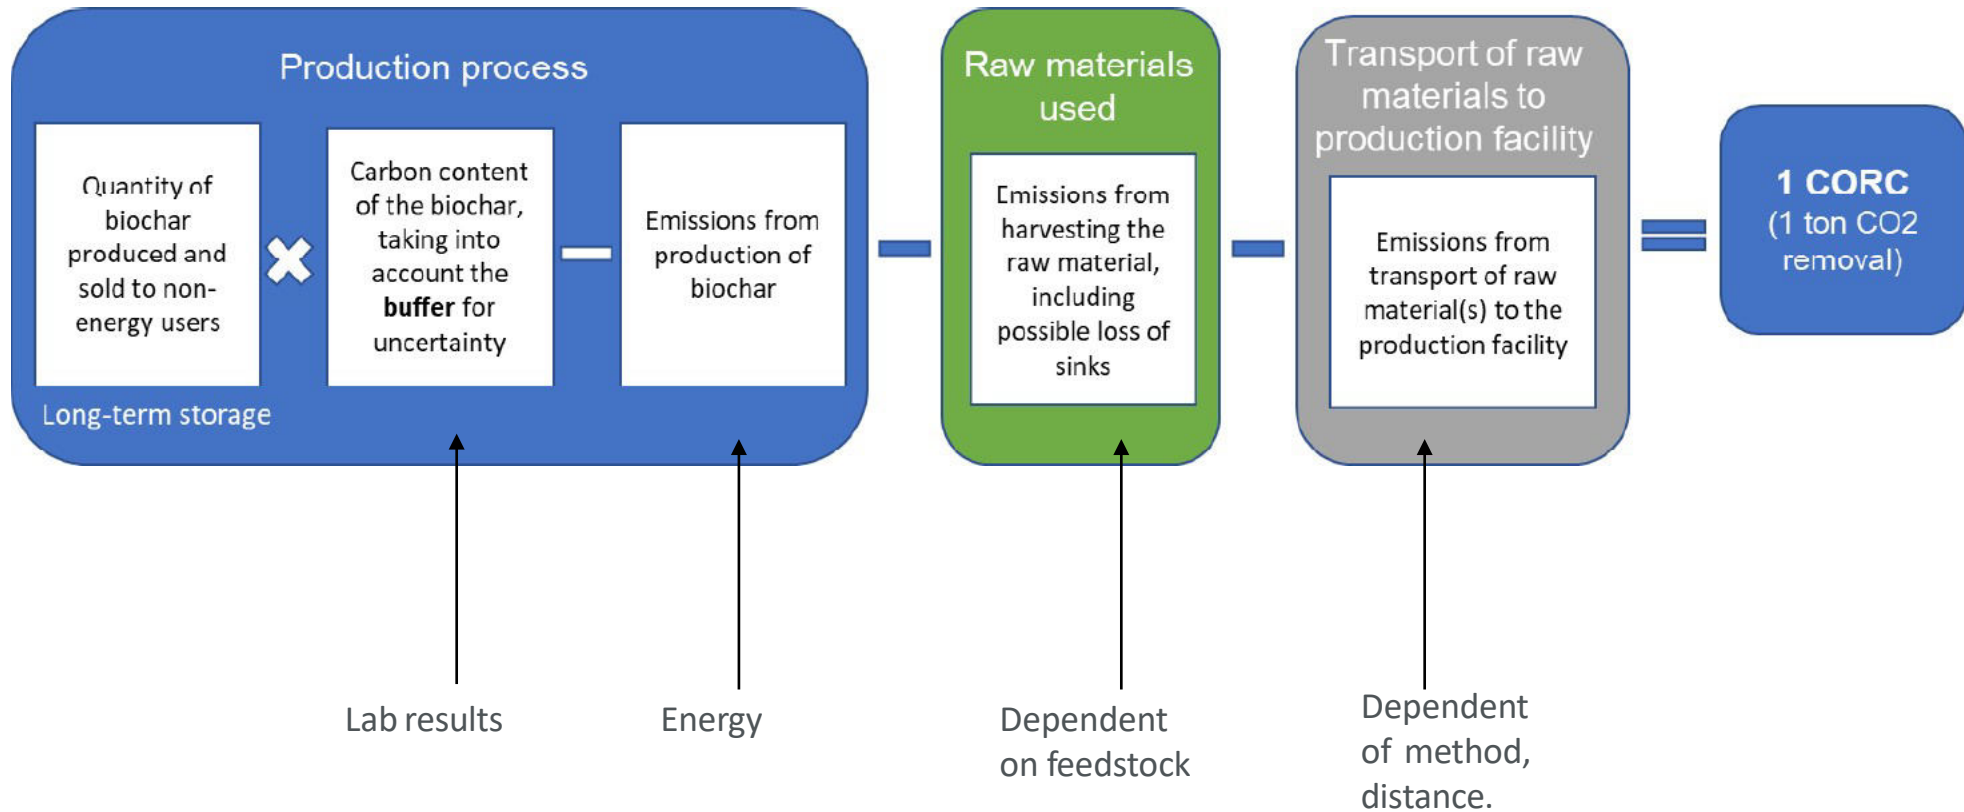 Production process
Quantity of
biochar
produced and
sold to non-
energy users
Carbon content
of the biochar,
taking into
account the
buffer for
uncertainty
Emissions from
production of
biochar
Long-term storage
Raw materials
used
Emissions from
harvesting the
raw material,
including
possible loss of
sinks
Transport of raw
materials to
production facility
Emissions from
transport of raw
material(s) to the
production facility
1 CORC
(1 ton CO2
removal)
Lab results
Energy
Dependent
on feedstock
Dependent
of method,
distance.